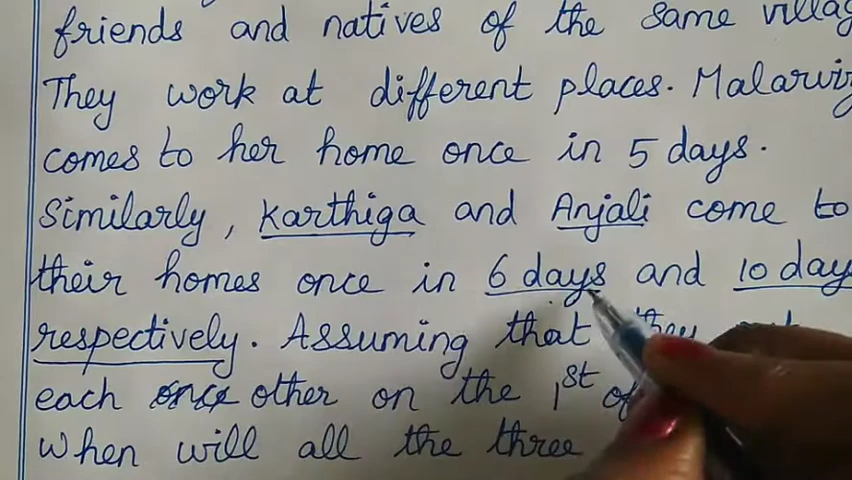 friends and natives of the same
They work at different places.
comes to her home once in 5 days.
Similarly, Karthiga and Anjali come to
their homes once in 6 days and 10 day
respectively. Assuming that they
each other on the 1st of
When will all the three